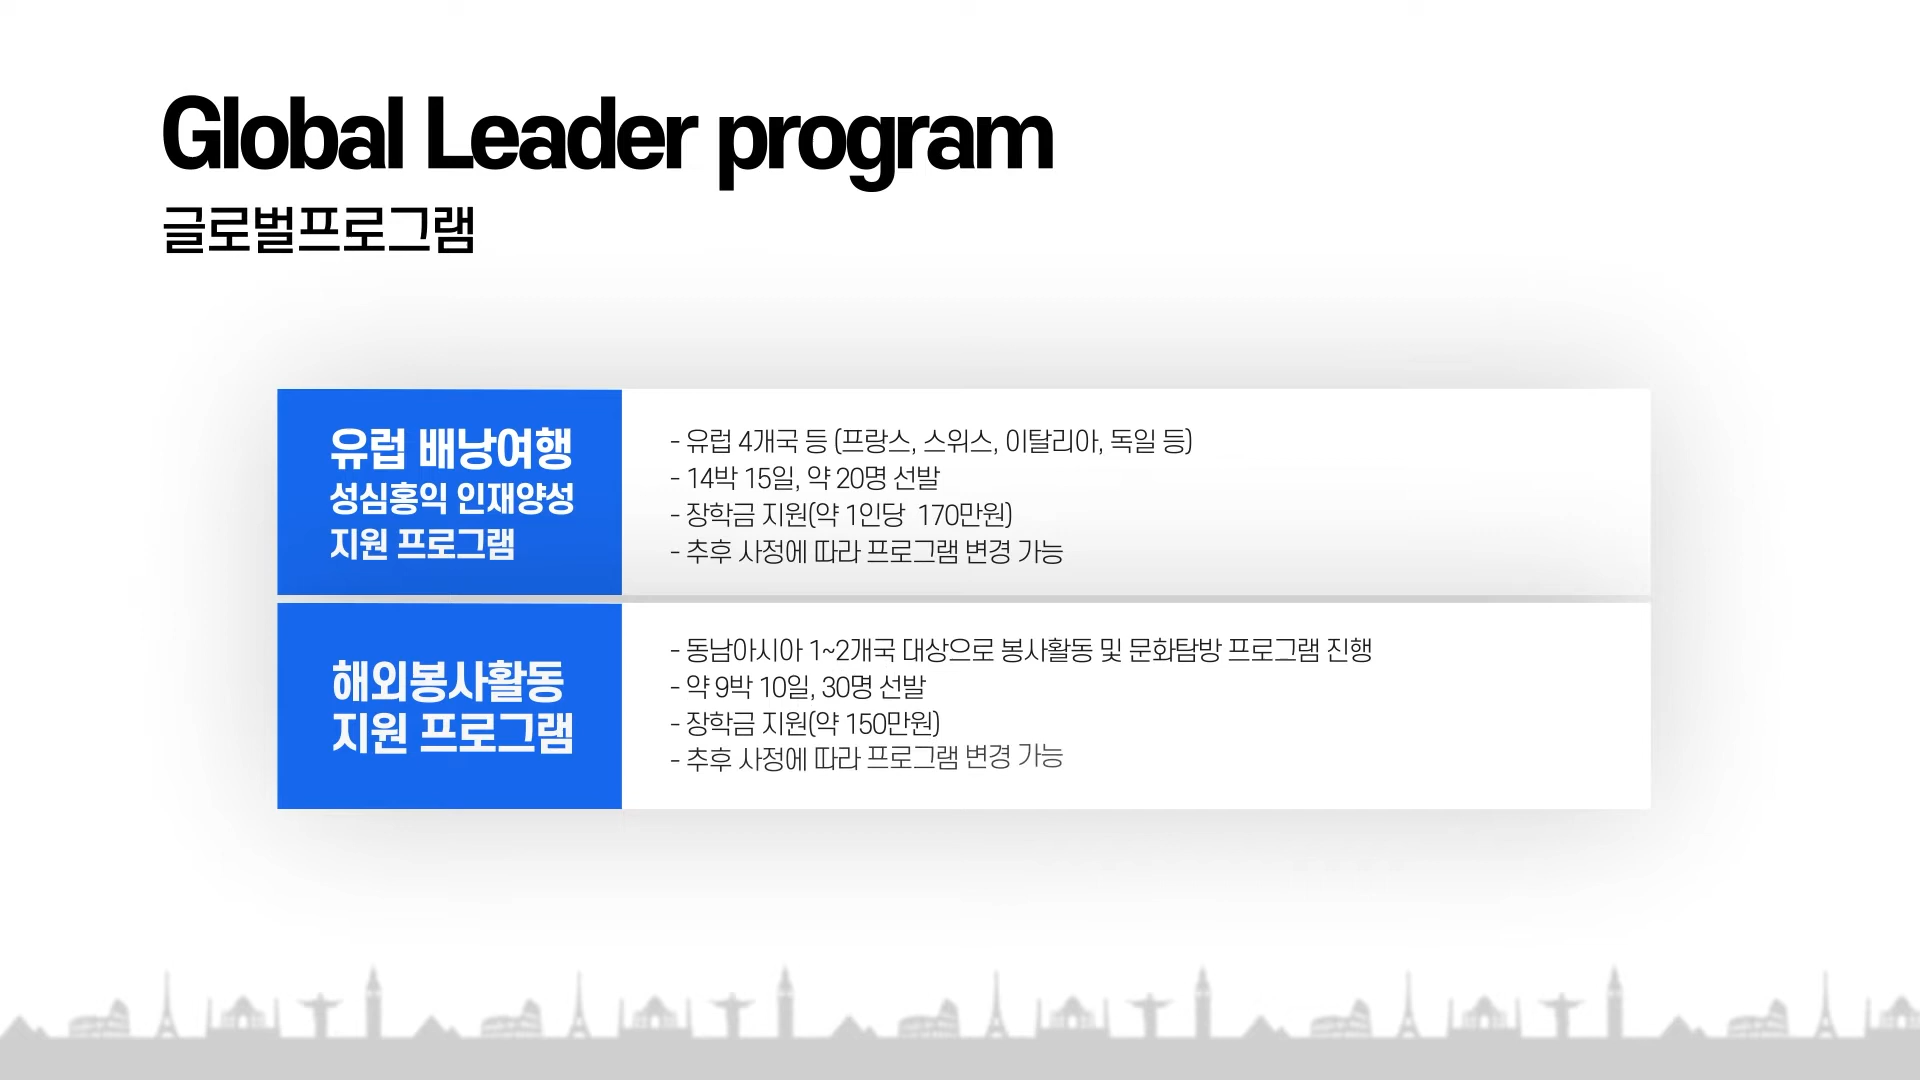 Global Leader program
글로벌프로그램
유럽 배낭여행
성심홍익 인재양성
지원 프로그램
- 유럽 4개국 등 (프랑스, 스위스, 이탈리아, 독일 등)
- 14박 15일, 약 20명 선발
- 장학금 지원(약 1인당  170만원)
- 추후 사정에 따라 프로그램 변경 가능
해외봉사활동
지원 프로그램
- 동남아시아 1~2개국 대상으로 봉사활동 및 문화탐방 프로그램 진행
- 약 9박 10일, 30명 선발
- 장학금 지원(약 150만원)
- 추후 사정에 따라 프로그램 변경 가능